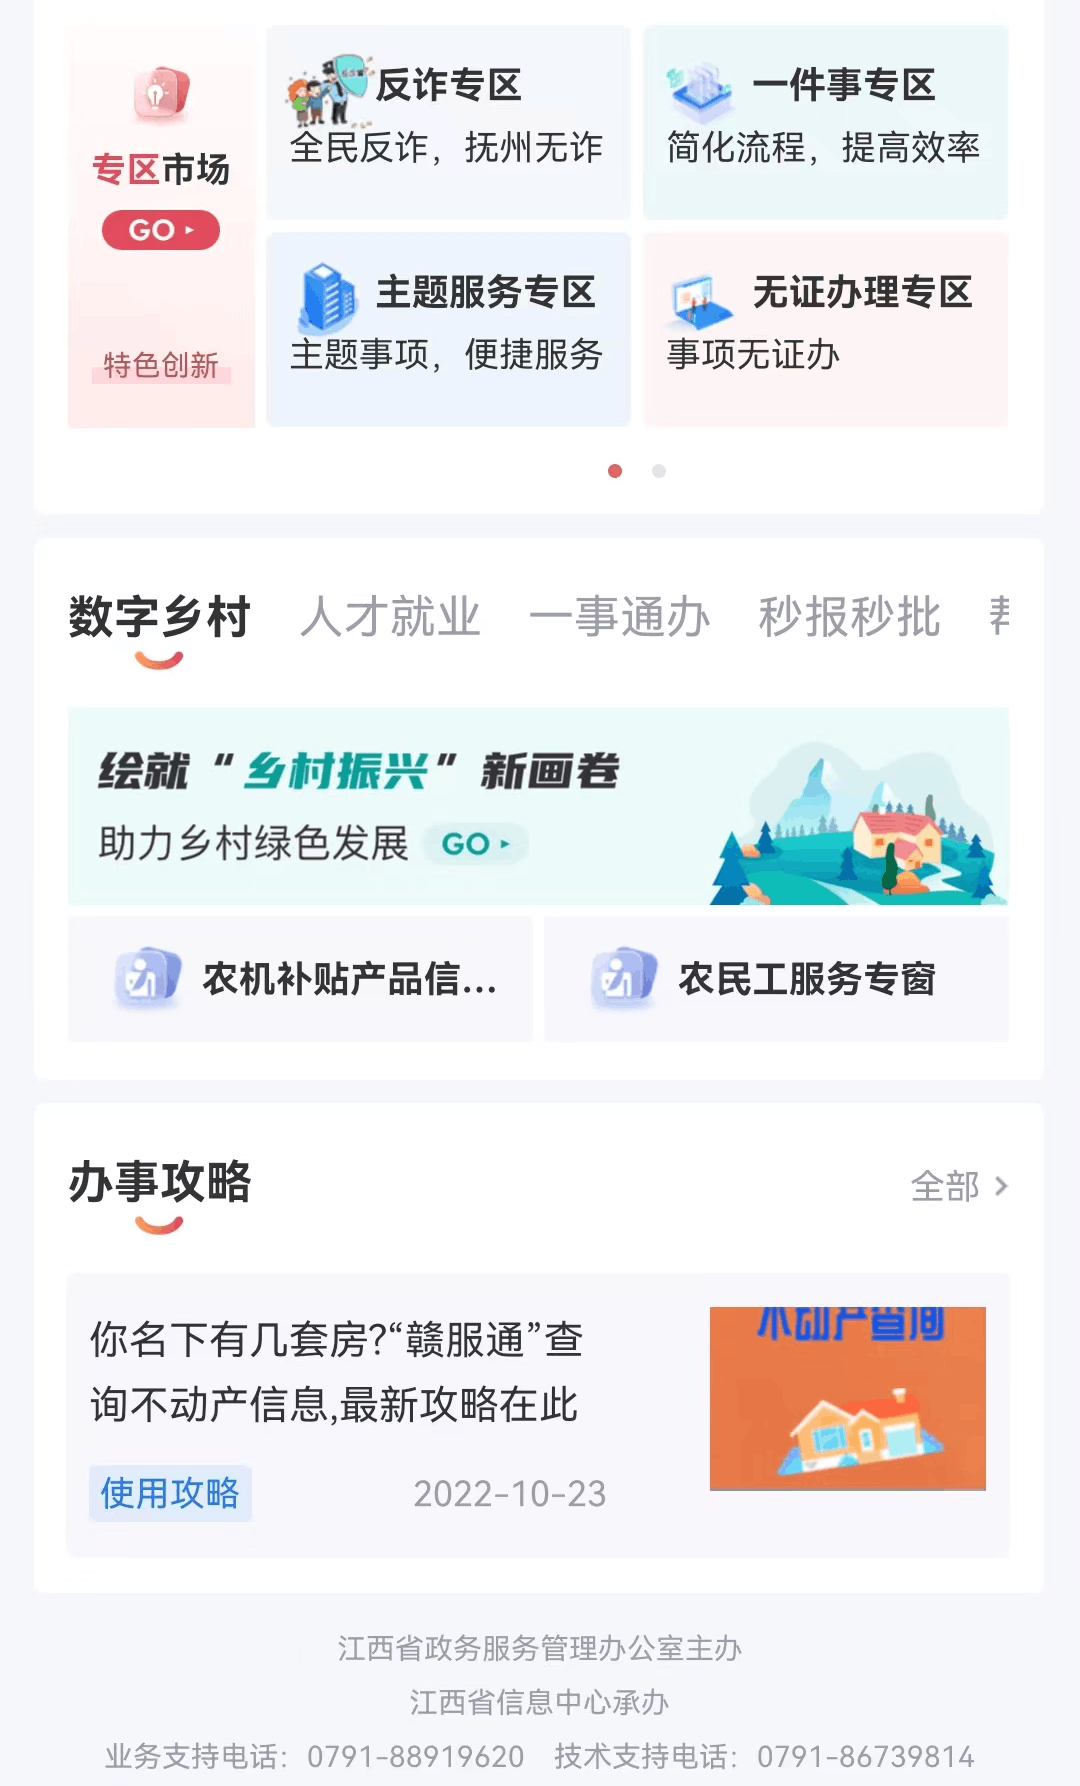 专区市场
GO
特色创新
反诈专区
全民反诈，抚州无诈
一件事专区
简化流程，提高效率
主题服务专区
主题事项，便捷服务
无证办理专区
事项无证办
数字乡村 人才就业 一事通办 秒报秒批
绘就“乡村振兴”新画卷
助力乡村绿色发展 GO
农机补贴产品信...
农民工服务专窗
办事攻略
全部
你名下有几套房?“赣服通”查
询不动产信息,最新攻略在此
使用攻略 2022-10-23
不动产查询
江西省政务服务管理办公室主办
江西省信息中心承办
业务支持电话：0791-88919620 技术支持电话：0791-86739814